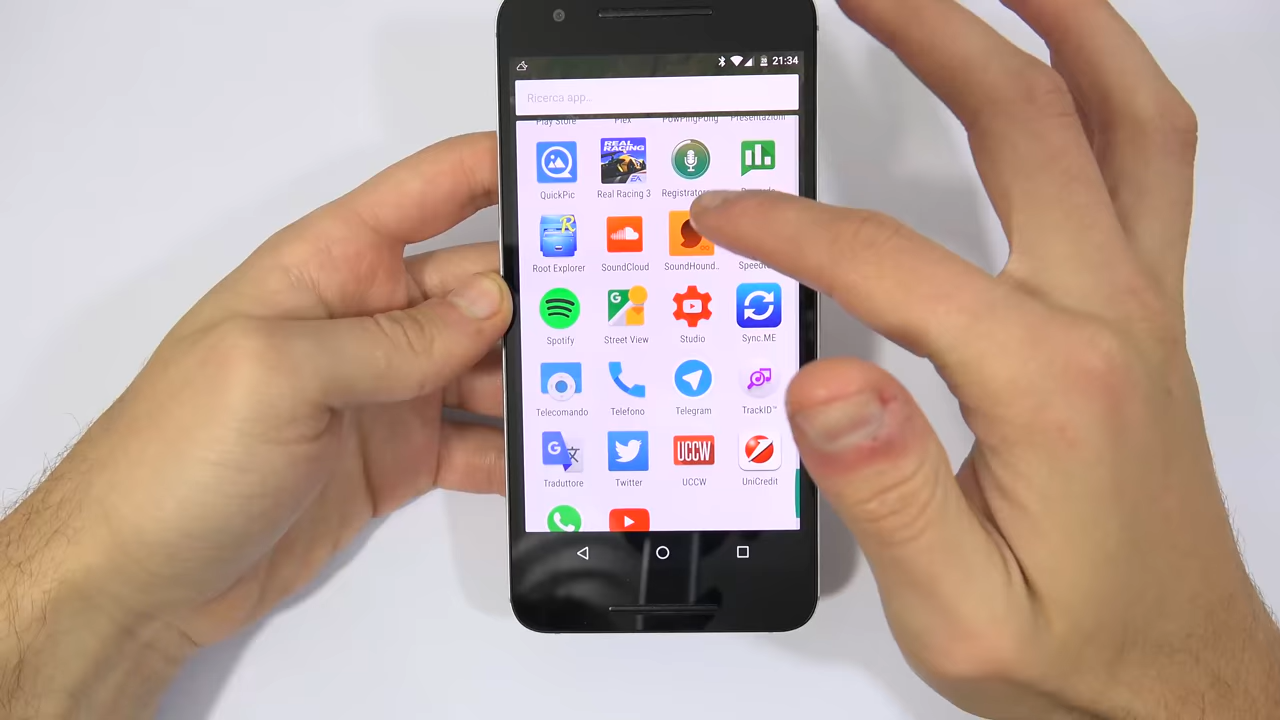 21:34
Ricerca app...
Play Store Plex PowPingPong Presentazioni
REAL RACING
EA
QuickPic Real Racing 3
R
Root Explorer SoundCloud SoundHound..
G
Spotify Street View Studio Sync.ME
Telecomando Telefono Telegram TrackID™
G 文
UCCW
Traduttore Twitter UCCW UniCredit